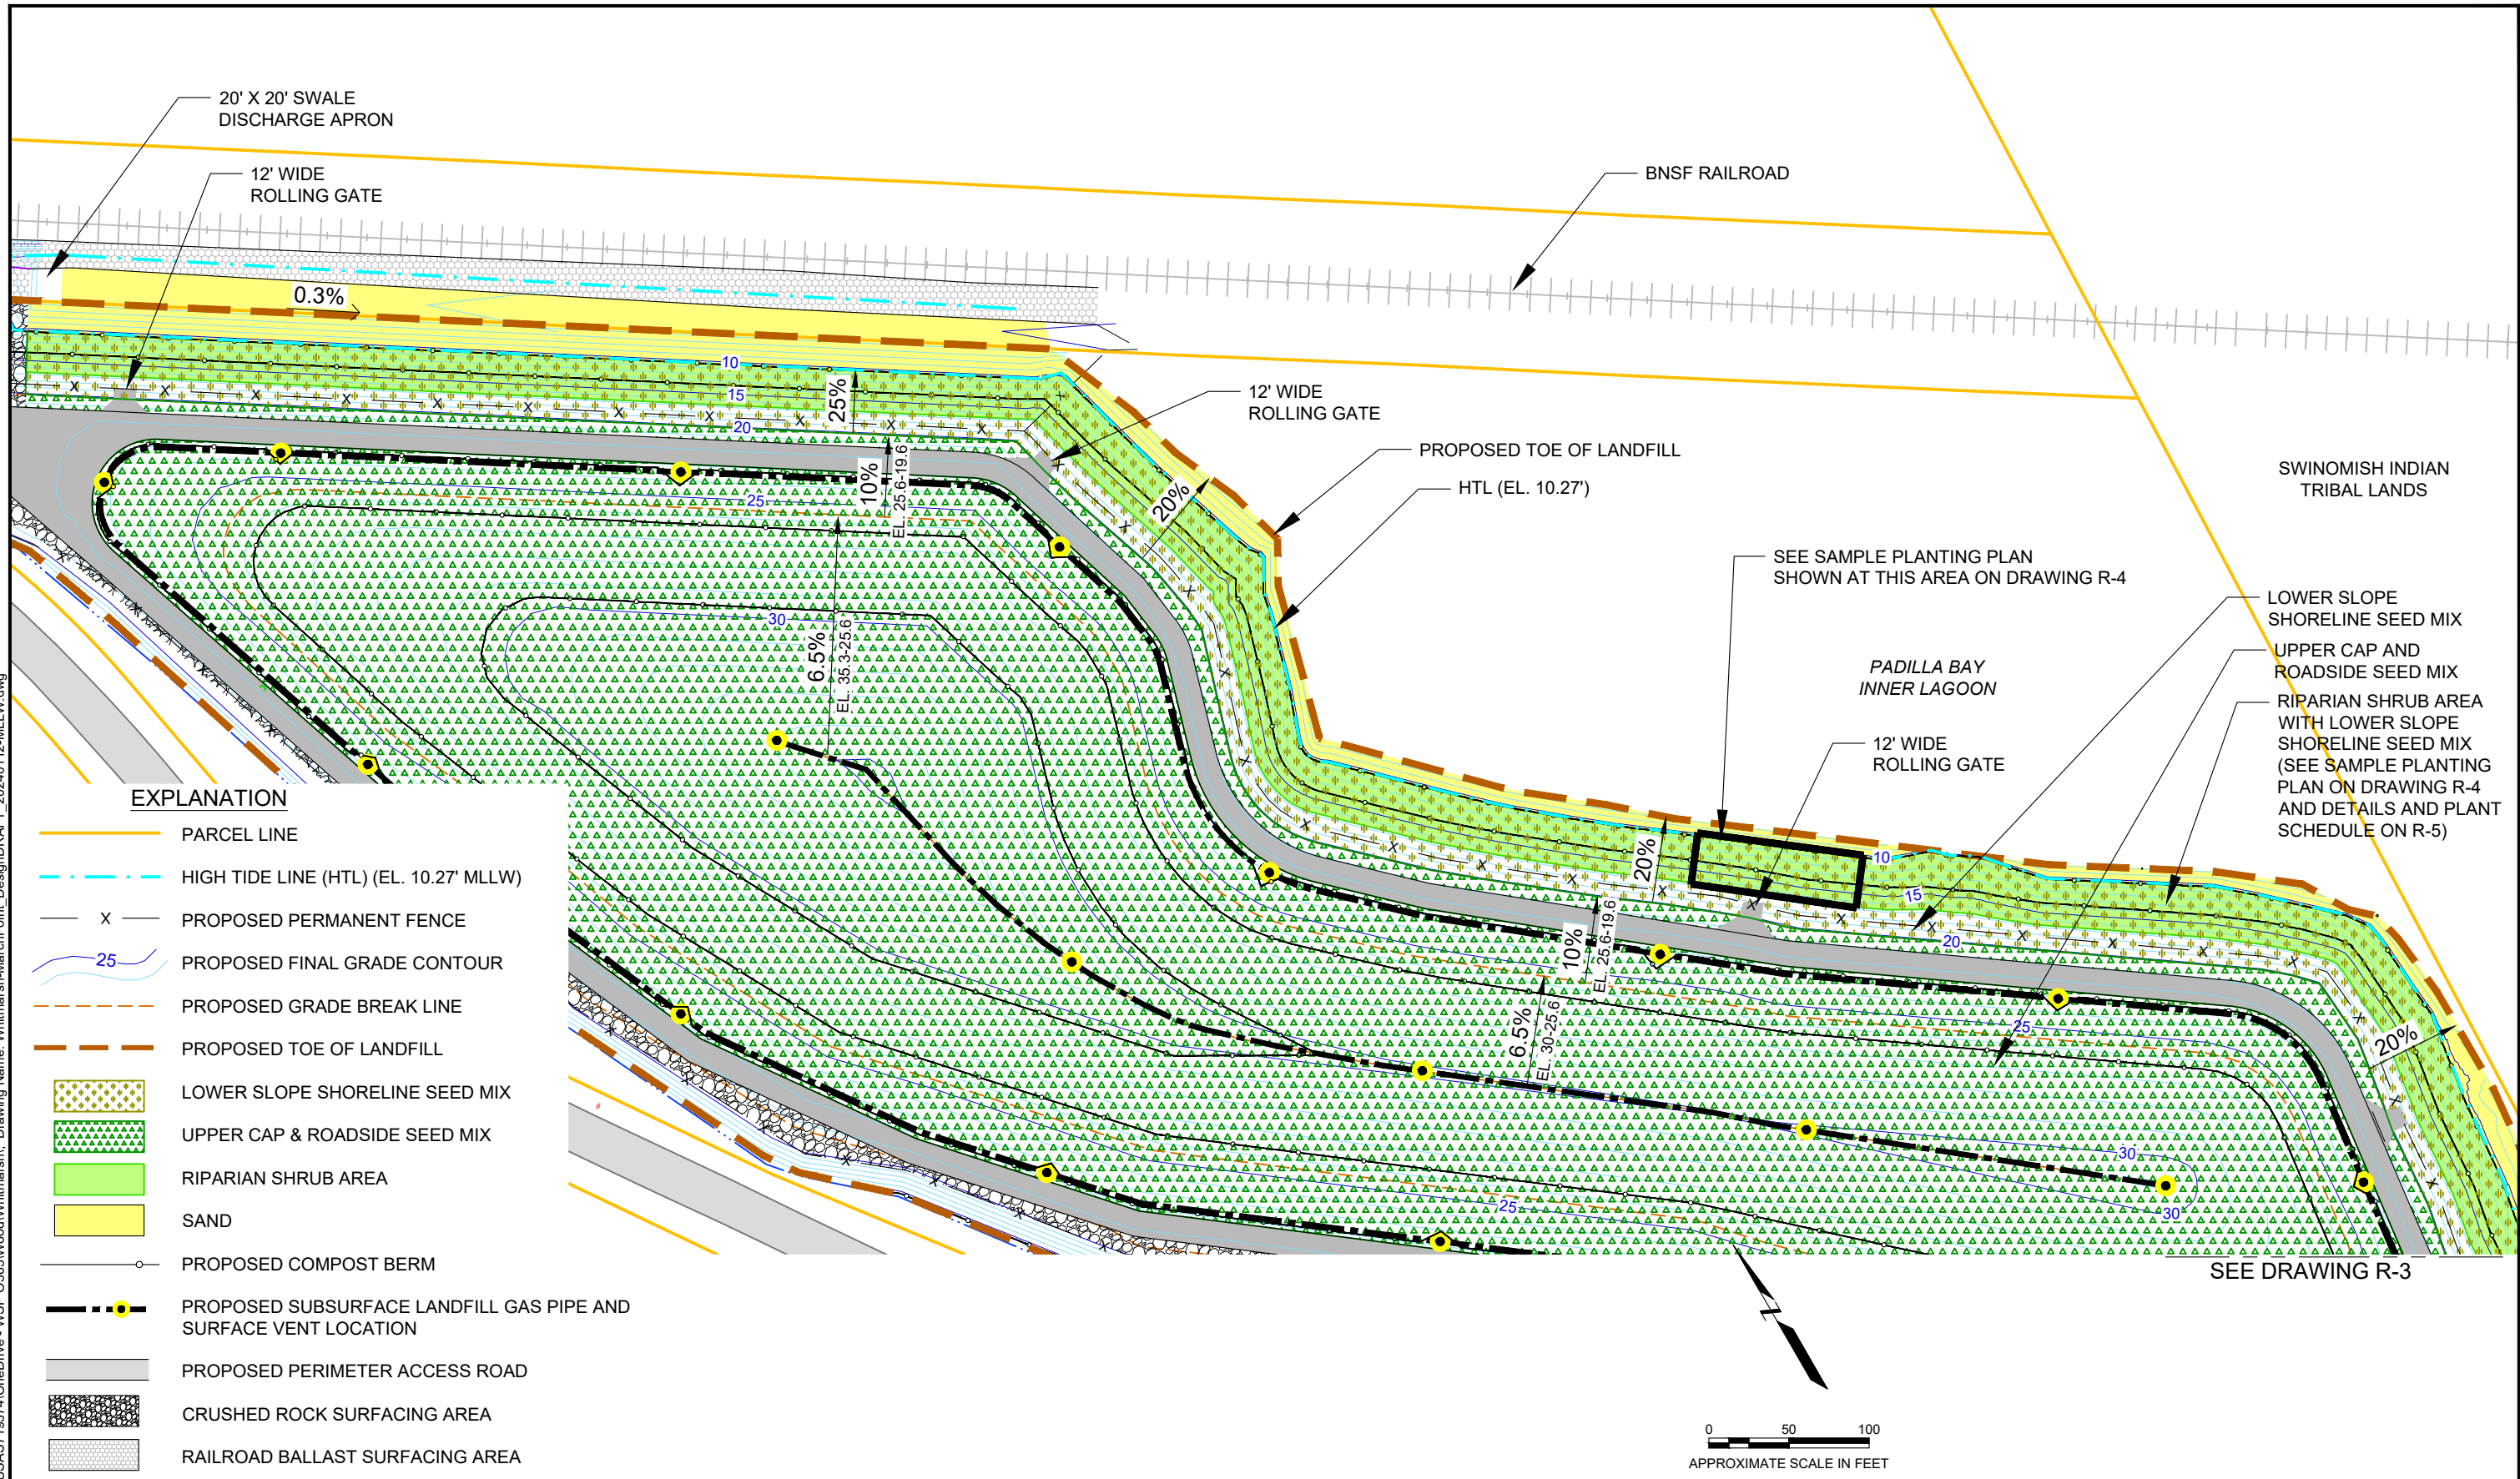 20' X 20' SWALE
DISCHARGE APRON
12' WIDE
ROLLING GATE
BNSF RAILROAD
0.3%
10
15
20
25%
12' WIDE
ROLLING GATE
PROPOSED TOE OF LANDFILL
HTL (EL. 10.27')
SWINOMISH INDIAN
TRIBAL LANDS
10%
EL. 25.6-19.6
20%
25
SEE SAMPLE PLANTING PLAN
SHOWN AT THIS AREA ON DRAWING R-4
LOWER SLOPE
SHORELINE SEED MIX
UPPER CAP AND
ROADSIDE SEED MIX
RIPARIAN SHRUB AREA
WITH LOWER SLOPE
SHORELINE SEED MIX
(SEE SAMPLE PLANTING
PLAN ON DRAWING R-4
AND DETAILS AND PLANT
SCHEDULE ON R-5)
30
6.5%
EL. 35.3-25.6
PADILLA BAY
INNER LAGOON
12' WIDE
ROLLING GATE
20%
10
15
20
10%
EL. 25.6-19.6
6.5%
EL. 30-25.6
25
20%
30
30
25
X X X X X X X X X X X
SEE DRAWING R-3
EXPLANATION
PARCEL LINE
HIGH TIDE LINE (HTL) (EL. 10.27' MLLW)
X PROPOSED PERMANENT FENCE
25 PROPOSED FINAL GRADE CONTOUR
PROPOSED GRADE BREAK LINE
PROPOSED TOE OF LANDFILL
LOWER SLOPE SHORELINE SEED MIX
UPPER CAP & ROADSIDE SEED MIX
RIPARIAN SHRUB AREA
SAND
PROPOSED COMPOST BERM
PROPOSED SUBSURFACE LANDFILL GAS PIPE AND
SURFACE VENT LOCATION
PROPOSED PERIMETER ACCESS ROAD
CRUSHED ROCK SURFACING AREA
RAILROAD BALLAST SURFACING AREA
0 50 100
APPROXIMATE SCALE IN FEET